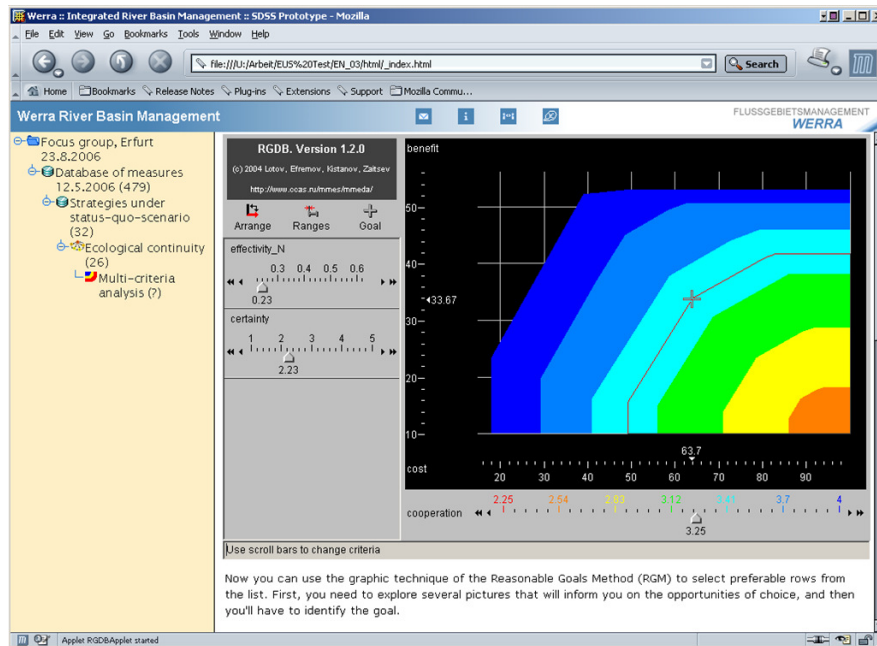 Werra :: Integrated River Basin Management :: SDSS Prototype - Mozilla
File Edit View Go Bookmarks Tools Window Help
file:///U:/Arbeit/EUS%20Test/EN_03/html/_index.html
Search
Home Bookmarks Release Notes Plug-ins Extensions Support Mozilla Commu...
Werra River Basin Management
FLUSSGEBIETSMANAGEMENT
WERRA
Focus group, Erfurt
23.8.2006
Database of measures
12.5.2006 (479)
Strategies under
status-quo-scenario
(32)
Ecological continuity
(26)
Multi-criteria
analysis (?)
RGDB. Version 1.2.0
(c) 2004 Lotov, Efremov, Kistanov, Zaitsev
http://www.ccas.ru/mmes/mmeda/
Arrange Ranges Goal
effectivity_N
0.3 0.4 0.5 0.6
0.23
certainty
1 2 3 4 5
2.23
benefit
50
40
33.67
30
20
10
63.7
cost
20 30 40 50 60 70 80 90
2.25 2.54 2.83 3.12 3.41 3.7 4
cooperation
3.25
Use scroll bars to change criteria
Now you can use the graphic technique of the Reasonable Goals Method (RGM) to select preferable rows from
the list. First, you need to explore several pictures that will inform you on the opportunities of choice, and then
you'll have to identify the goal.
Applet RGDBApplet started